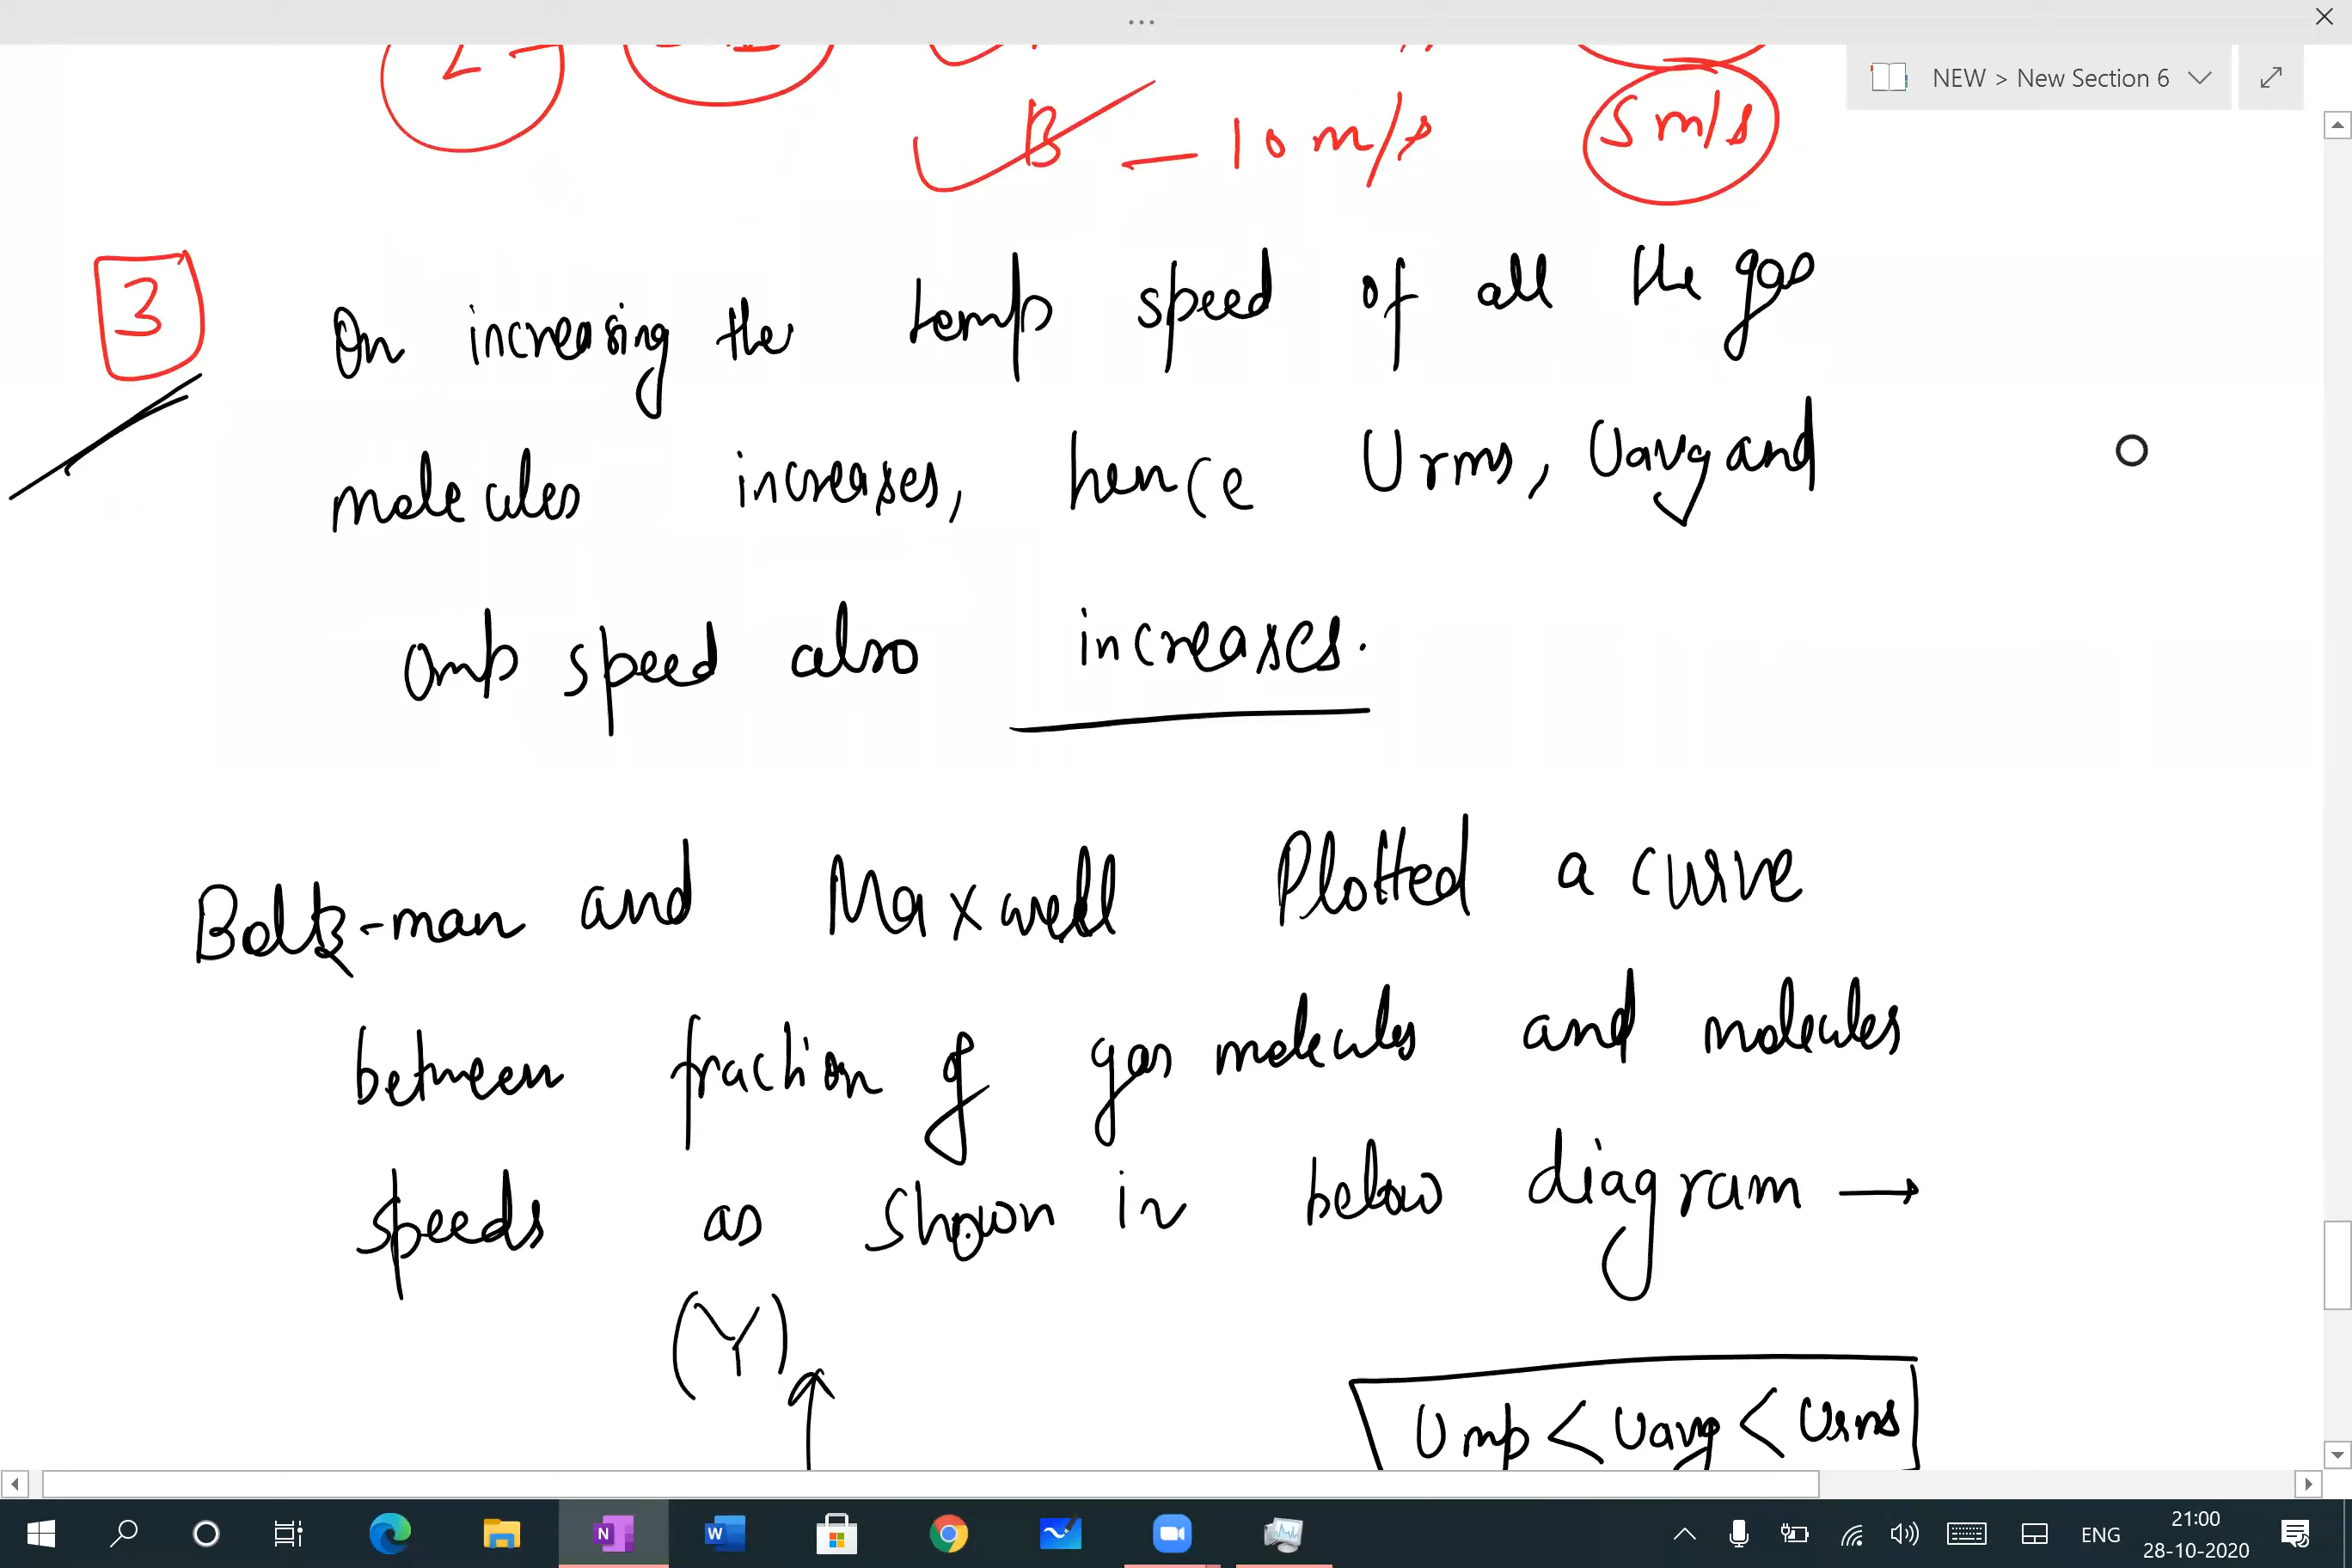 NEW > New Section 6
B - 10 m/s 5 m/s
3 On increasing the temp speed of all the gas
molecules increases, hence Urms, Uavg and
Ump speed also increases.
Boltz-man and Maxwell Plotted a curve
between fraction of gas molecules and molecules
speeds as shown in below diagram →
(Y)
Ump < Uavg < Urms
ENG
21:00
28-10-2020